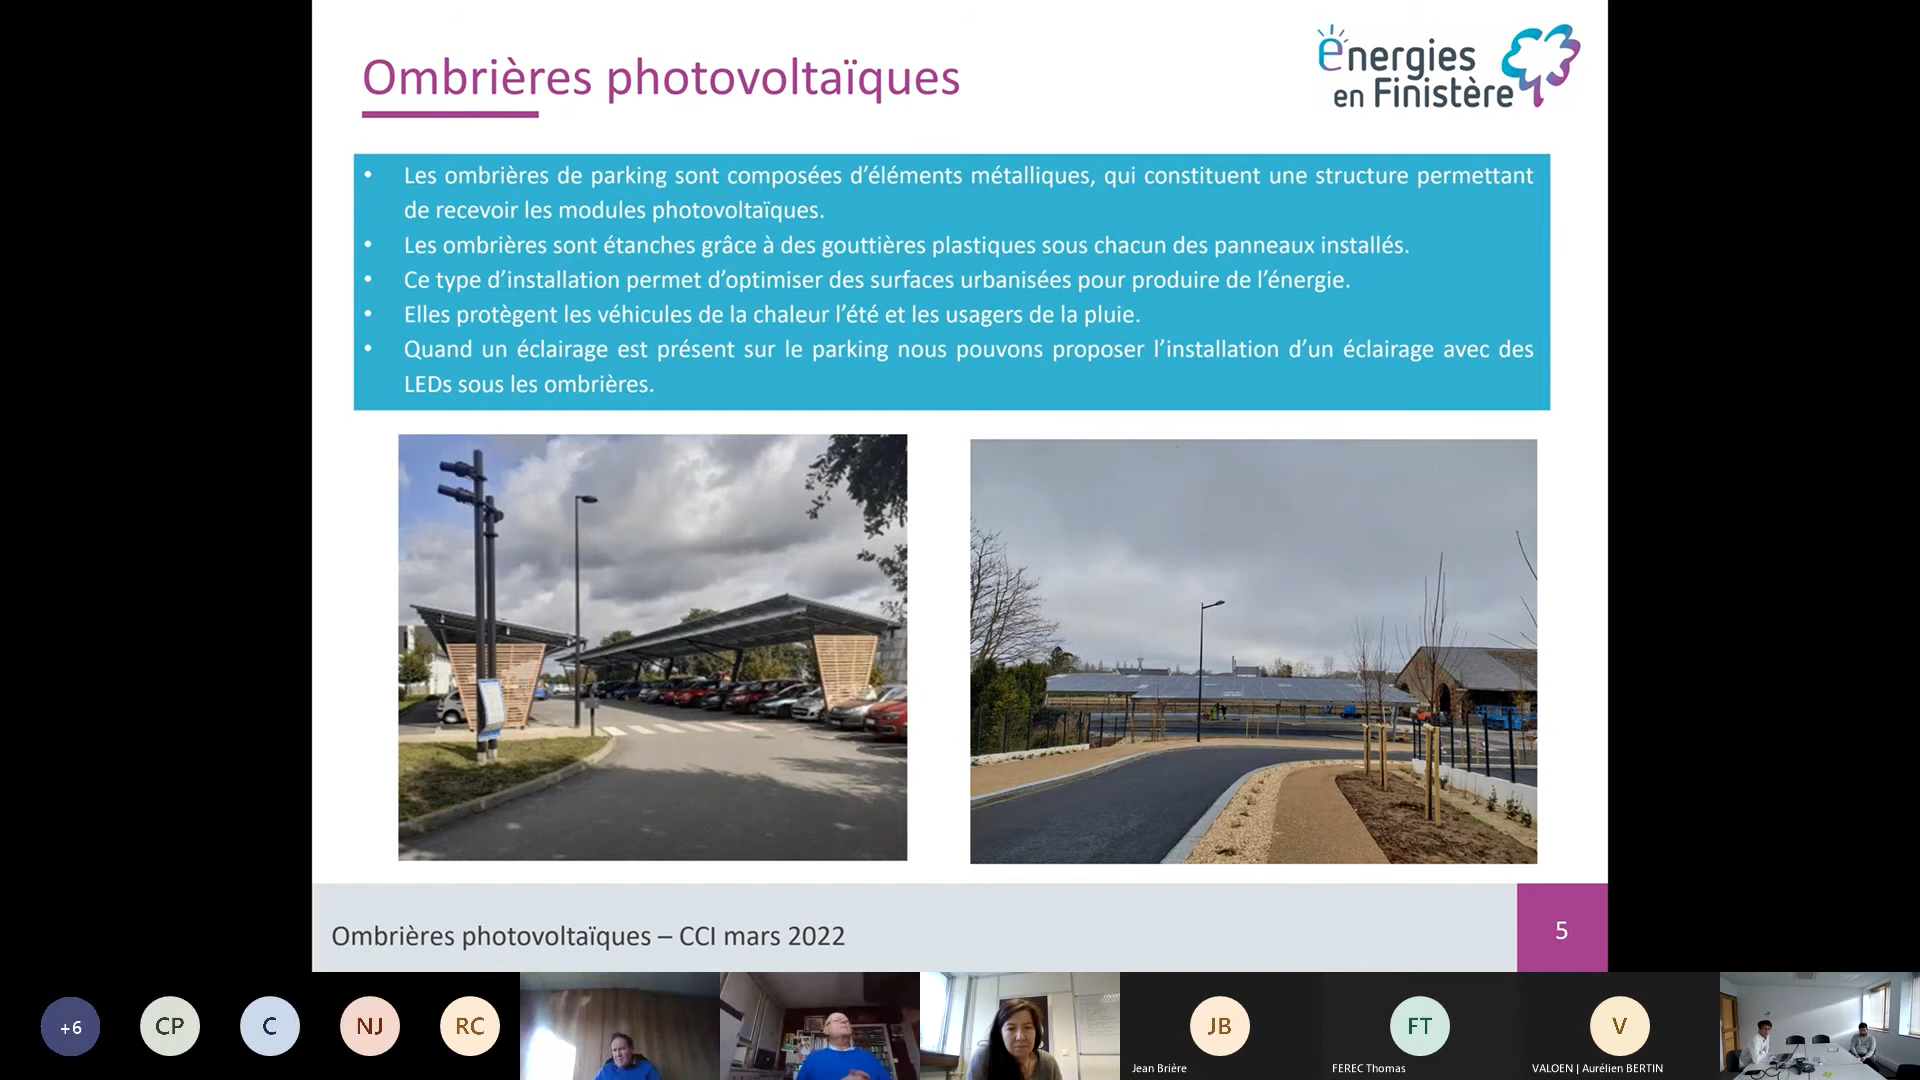 Ombrières photovoltaïques
énergies
en Finistère
• Les ombrières de parking sont composées d’éléments métalliques, qui constituent une structure permettant
de recevoir les modules photovoltaïques.
• Les ombrières sont étanches grâce à des gouttières plastiques sous chacun des panneaux installés.
• Ce type d’installation permet d’optimiser des surfaces urbanisées pour produire de l’énergie.
• Elles protègent les véhicules de la chaleur l’été et les usagers de la pluie.
• Quand un éclairage est présent sur le parking nous pouvons proposer l’installation d’un éclairage avec des
LEDs sous les ombrières.
Ombrières photovoltaïques – CCI mars 2022
5
+6
CP
C
NJ
RC
JB
Jean Brière
FT
FEREC Thomas
V
VALOEN | Aurélien BERTIN